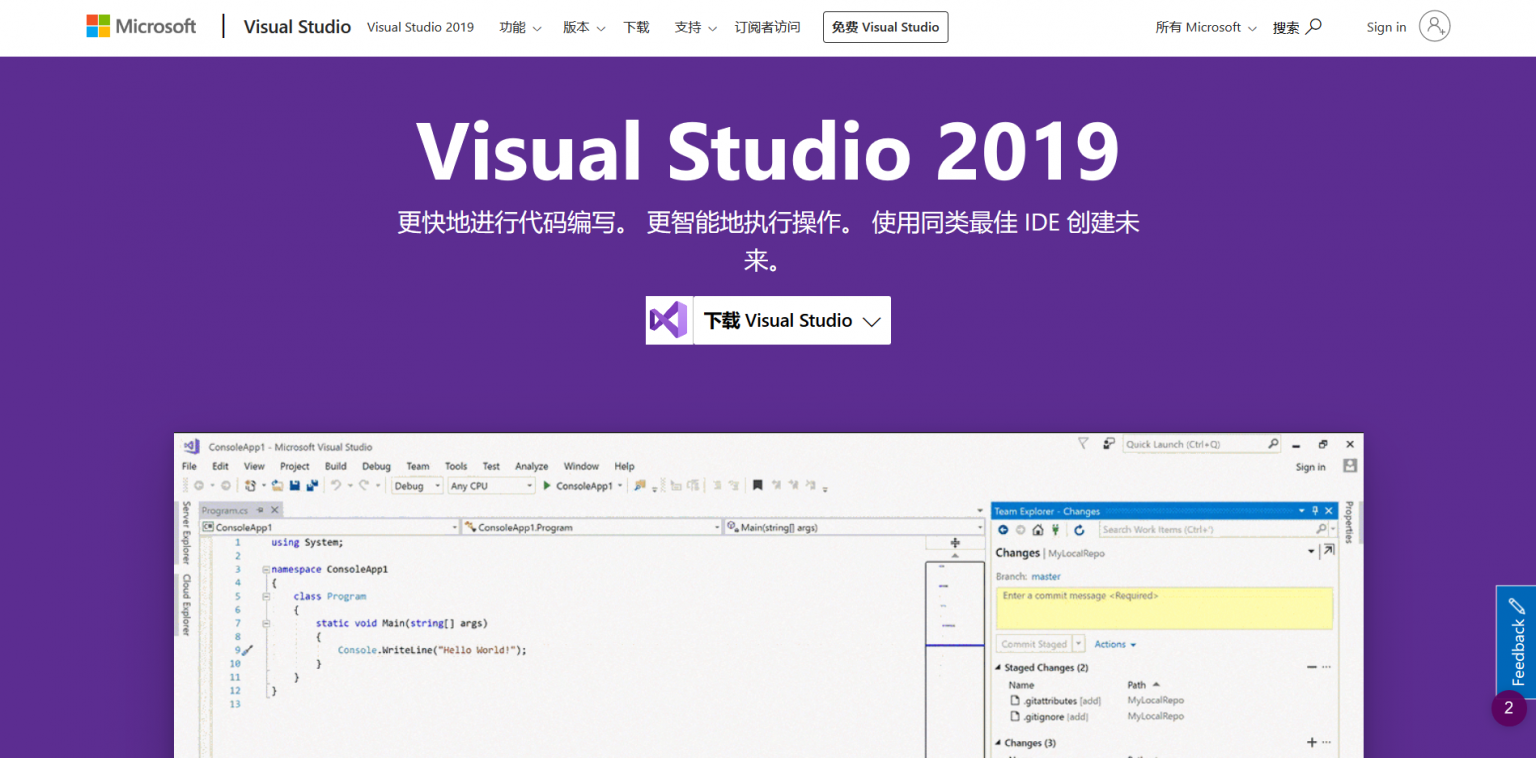 Microsoft
Visual Studio
Visual Studio 2019
功能
版本
下载
支持
订阅者访问
免费 Visual Studio
所有 Microsoft
搜索
Sign in
Visual Studio 2019
更快地进行代码编写。 更智能地执行操作。 使用同类最佳 IDE 创建未
来。
下载 Visual Studio
ConsoleApp1 - Microsoft Visual Studio
Quick Launch (Ctrl+Q)
File Edit View Project Build Debug Team Tools Test Analyze Window Help
Sign in
Debug Any CPU ConsoleApp1
Server Explorer
Cloud Explorer
Program.cs
ConsoleApp1 ConsoleApp1.Program Main(string[] args)
1 using System;
2
3 namespace ConsoleApp1
4 {
5 class Program
6 {
7 static void Main(string[] args)
8 {
9 Console.WriteLine("Hello World!");
10 }
11 }
12 }
13
Team Explorer - Changes
Search Work Items (Ctrl+')
Changes | MyLocalRepo
Branch: master
Enter a commit message <Required>
Commit Staged Actions
Staged Changes (2)
Name Path
.gitattributes [add] MyLocalRepo
.gitignore [add] MyLocalRepo
Changes (3)
Properties
Feedback
2